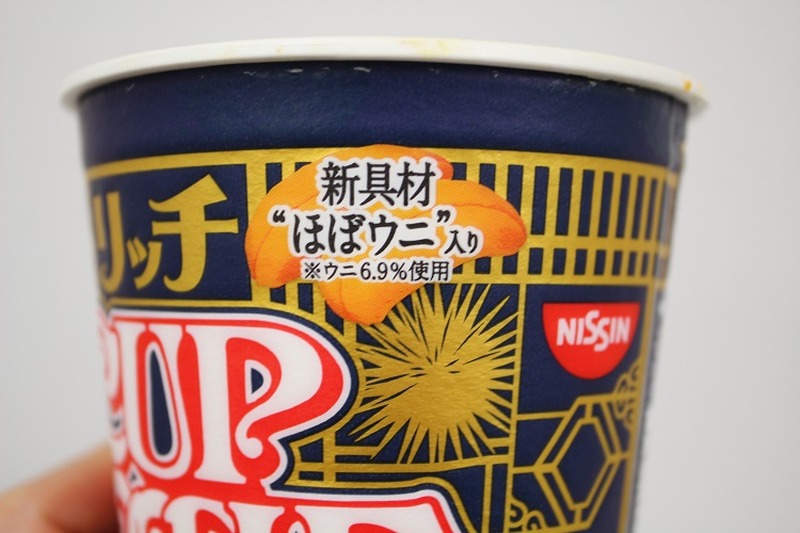 リッチ
新具材
“ほぼウニ”入り
※ウニ6.9%使用
NISSIN
CUP